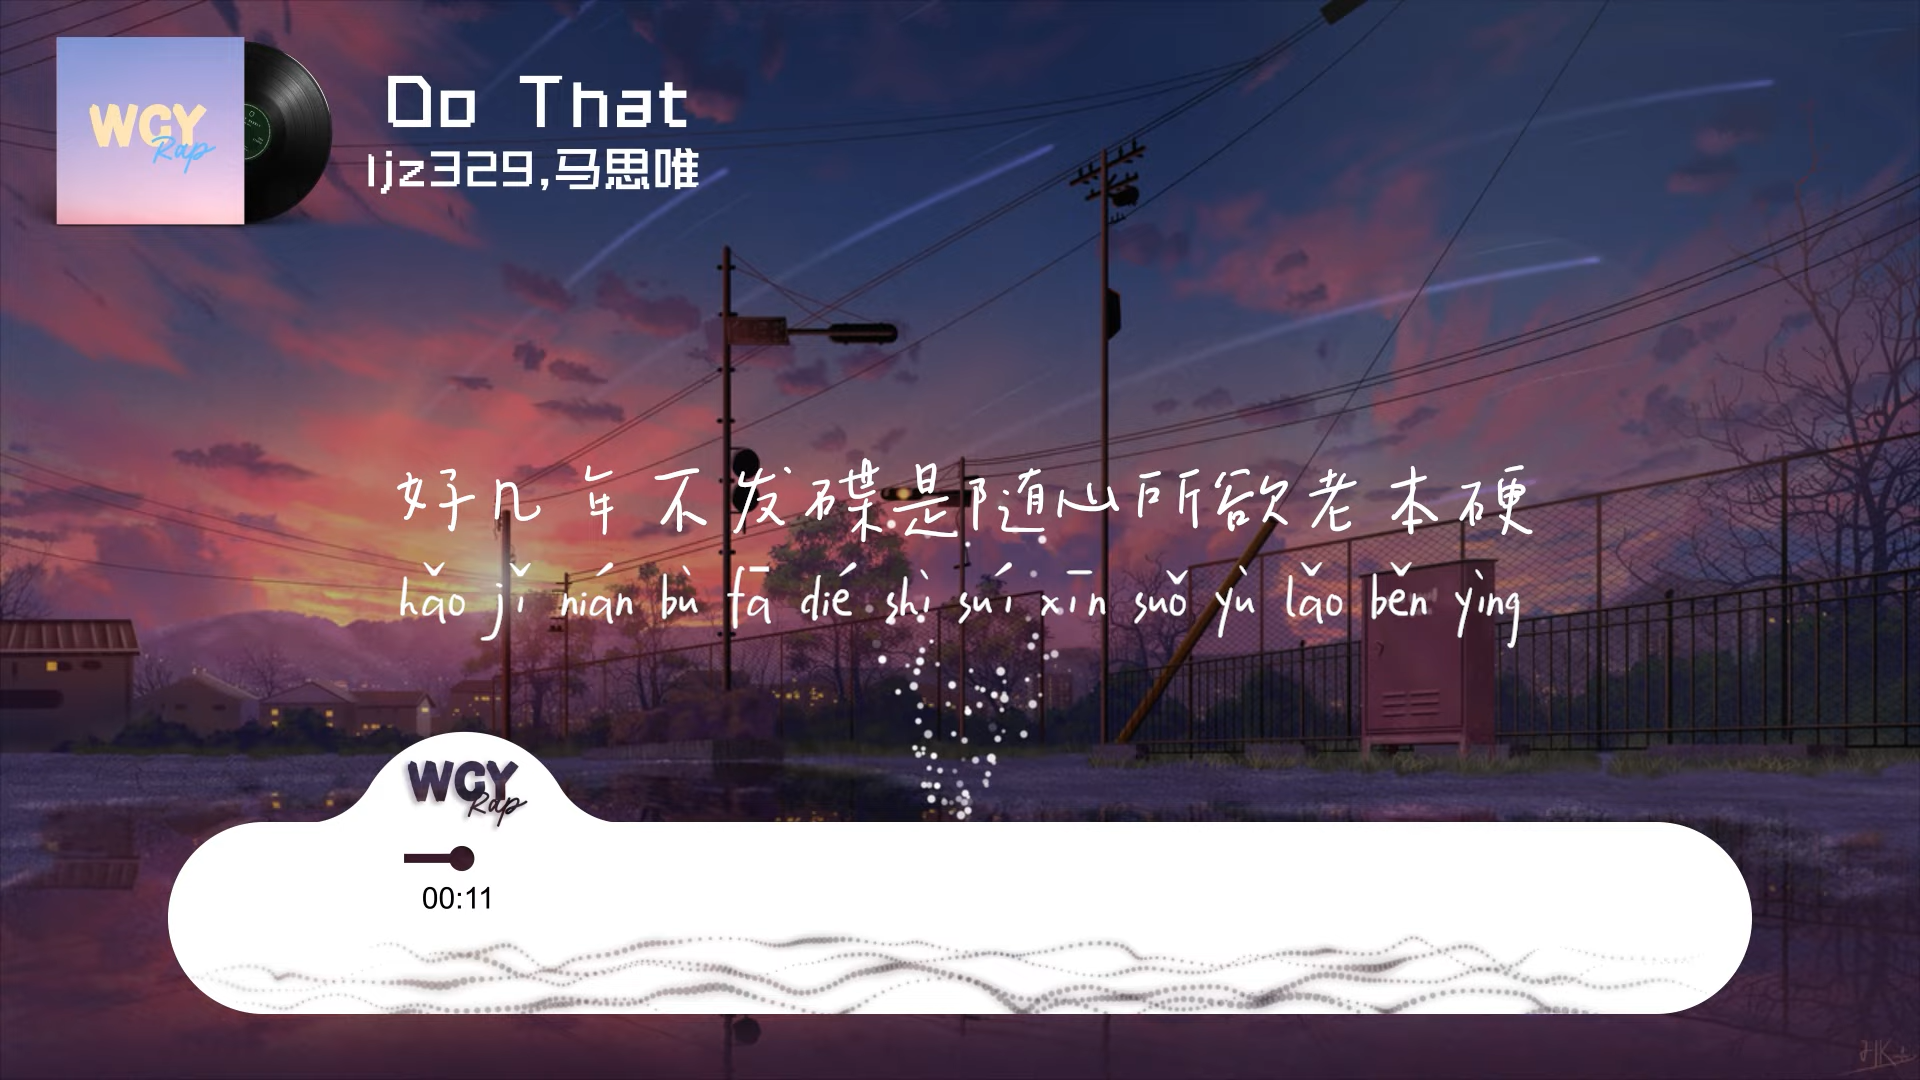 WGY
Rap
Do That
ljz329,马思唯
好几年不发碟是随心所欲老本硬
hǎo jǐ nián bù fā dié shì suí xīn suǒ yù lǎo běn yìng
WGY
Rap
00:11